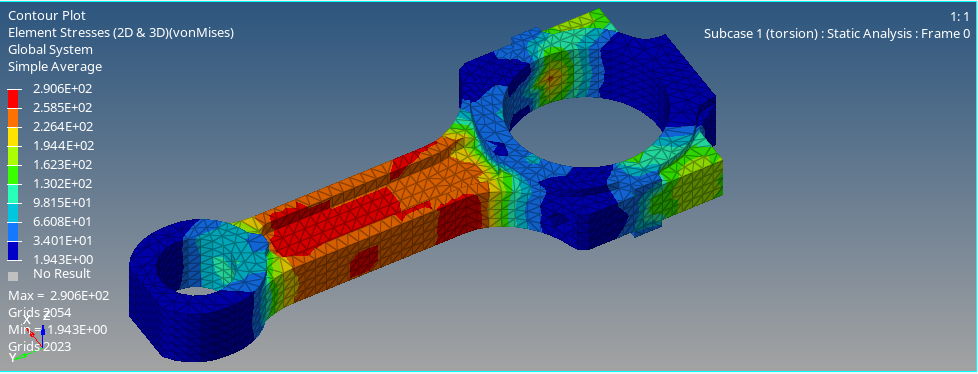 Contour Plot
Element Stresses (2D & 3D)(vonMises)
Global System
Simple Average
2.906E+02
2.585E+02
2.264E+02
1.944E+02
1.623E+02
1.302E+02
9.815E+01
6.608E+01
3.401E+01
1.943E+00
No Result
Max = 2.906E+02
Grids 2054
Min = 1.943E+00
Grids 2023
X
Z
Y
1: 1
Subcase 1 (torsion) : Static Analysis : Frame 0